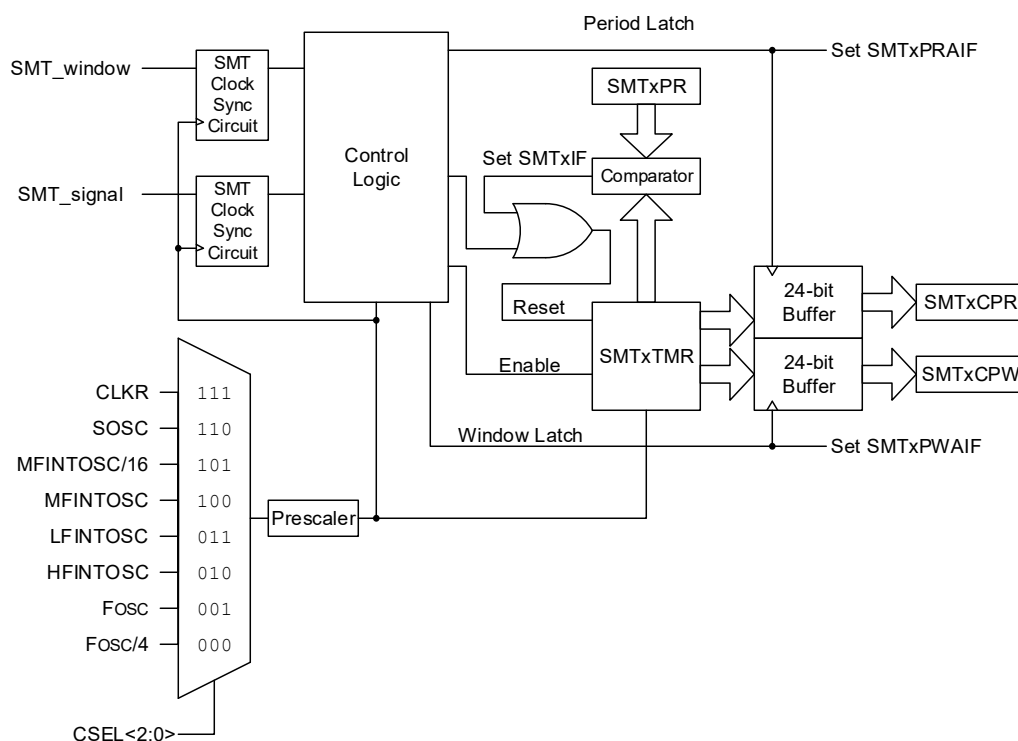 Period Latch
SMT_window
SMT
Clock
Sync
Circuit
Set SMTxPRAIF
SMTxPR
Control
Logic
Set SMTxIF
Comparator
SMT_signal
SMT
Clock
Sync
Circuit
Reset
SMTxTMR
24-bit
Buffer
SMTxCPR
Enable
24-bit
Buffer
SMTxCPW
Window Latch
Set SMTxPWAIF
CLKR 111
SOSC 110
MFINTOSC/16 101
MFINTOSC 100
LFINTOSC 011
HFINTOSC 010
FOSC 001
FOSC/4 000
Prescaler
CSEL<2:0>